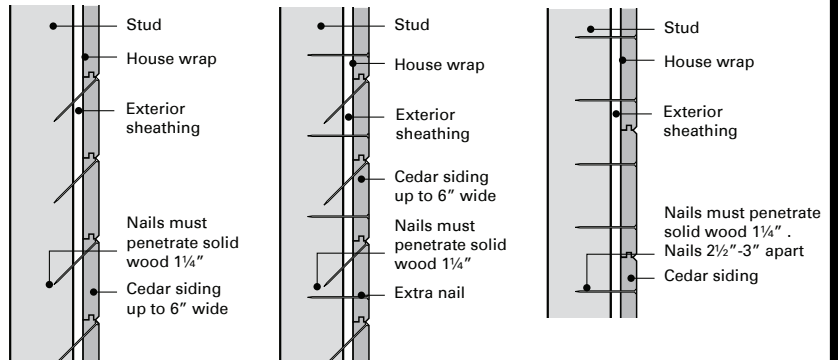 Stud
House wrap
Exterior
sheathing
Nails must
penetrate solid
wood 1¼”
Cedar siding
up to 6” wide
Stud
House wrap
Exterior
sheathing
Cedar siding
up to 6” wide
Nails must
penetrate solid
wood 1¼”
Extra nail
Stud
House wrap
Exterior
sheathing
Nails must penetrate
solid wood 1¼” .
Nails 2½”-3” apart
Cedar siding